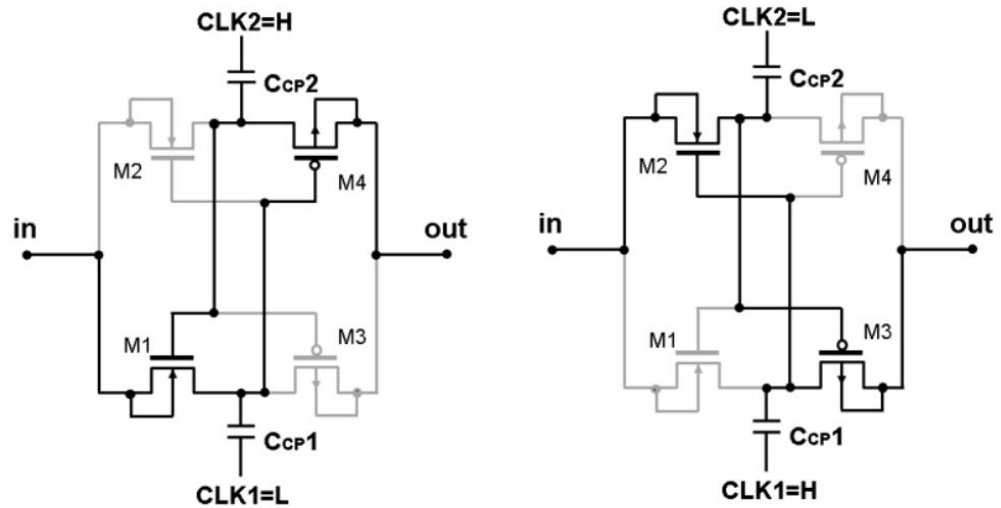 CLK2=H
CCP2
M2
M4
in
out
M1
M3
CCP1
CLK1=L
CLK2=L
CCP2
M2
M4
in
out
M1
M3
CCP1
CLK1=H